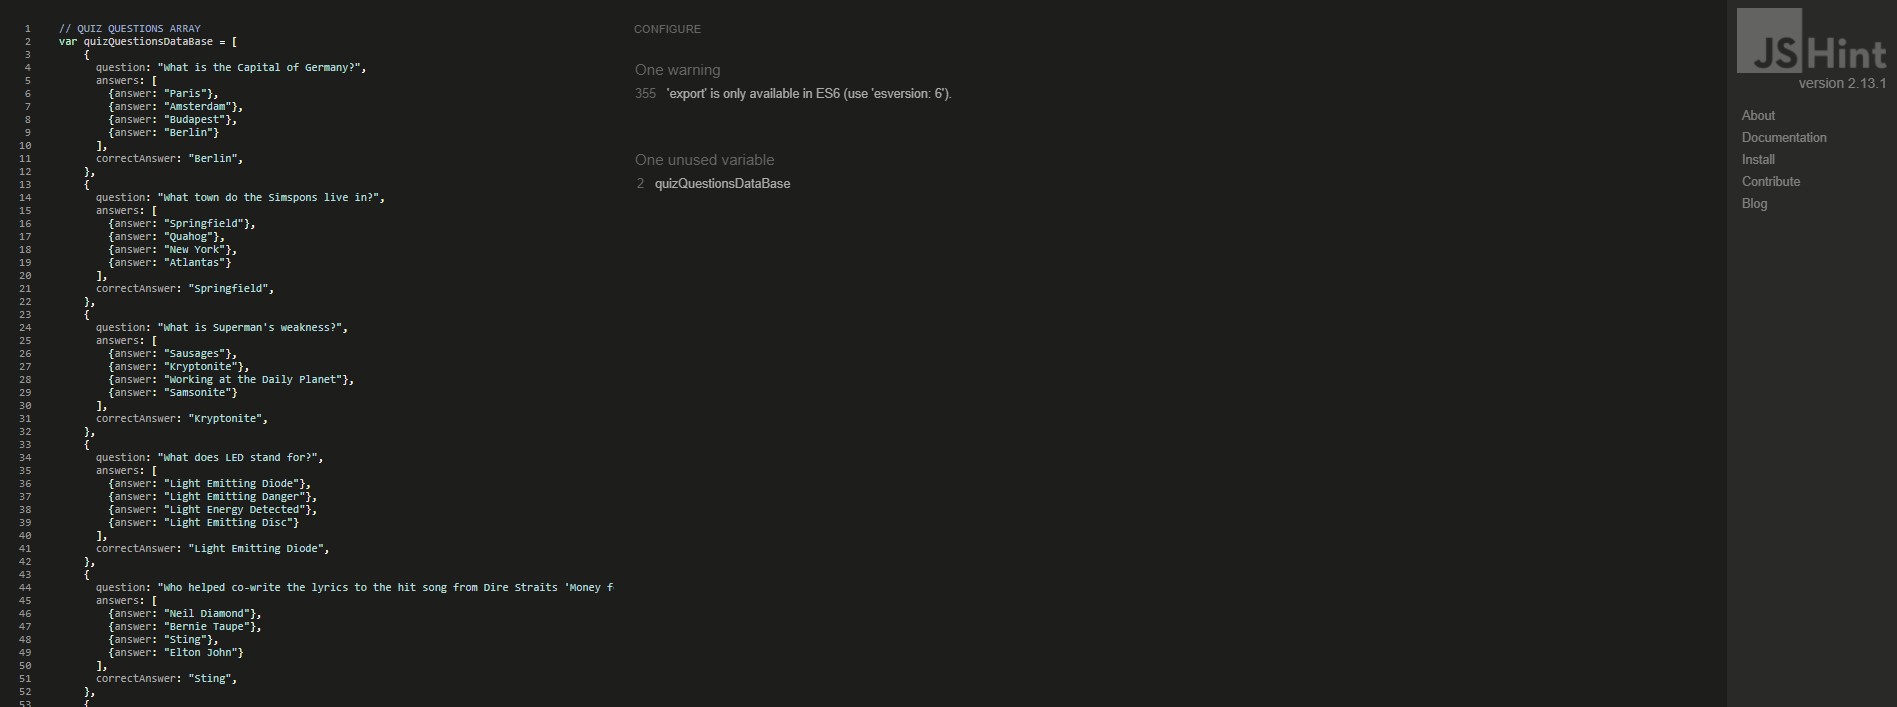 1 // QUIZ QUESTIONS ARRAY
2 var quizQuestionsDataBase = [
3 {
4 question: "What is the Capital of Germany?",
5 answers: [
6 {answer: "Paris"},
7 {answer: "Amsterdam"},
8 {answer: "Budapest"},
9 {answer: "Berlin"}
10 ],
11 correctAnswer: "Berlin",
12 },
13 {
14 question: "What town do the Simspons live in?",
15 answers: [
16 {answer: "Springfield"},
17 {answer: "Quahog"},
18 {answer: "New York"},
19 {answer: "Atlantas"}
20 ],
21 correctAnswer: "Springfield",
22 },
23 {
24 question: "What is Superman's weakness?",
25 answers: [
26 {answer: "Sausages"},
27 {answer: "Kryptonite"},
28 {answer: "Working at the Daily Planet"},
29 {answer: "Samsonite"}
30 ],
31 correctAnswer: "Kryptonite",
32 },
33 {
34 question: "What does LED stand for?",
35 answers: [
36 {answer: "Light Emitting Diode"},
37 {answer: "Light Emitting Danger"},
38 {answer: "Light Energy Detected"},
39 {answer: "Light Emitting Disc"}
40 ],
41 correctAnswer: "Light Emitting Diode",
42 },
43 {
44 question: "Who helped co-write the lyrics to the hit song from Dire Straits 'Money f
45 answers: [
46 {answer: "Neil Diamond"},
47 {answer: "Bernie Taupe"},
48 {answer: "Sting"},
49 {answer: "Elton John"}
50 ],
51 correctAnswer: "Sting",
52 },
53 {
CONFIGURE
One warning
355 'export' is only available in ES6 (use 'esversion: 6').
One unused variable
2 quizQuestionsDataBase
JSHint
version 2.13.1
About
Documentation
Install
Contribute
Blog